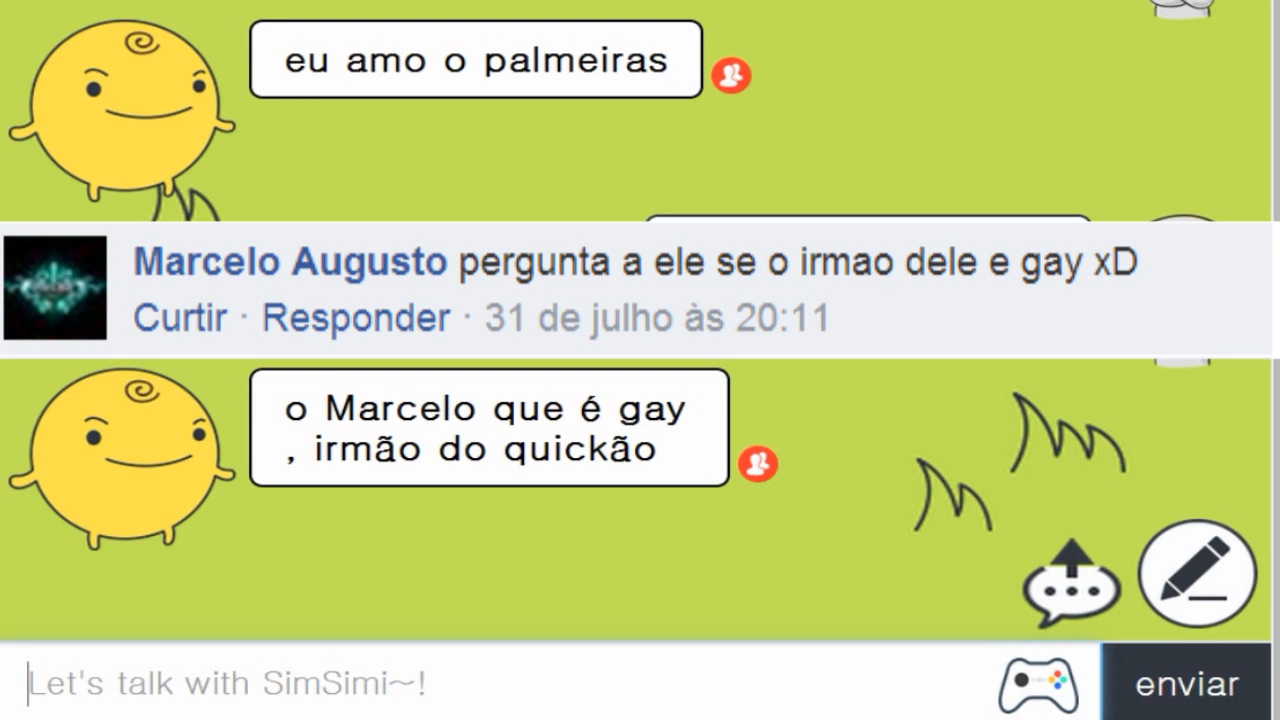 eu amo o palmeiras
Marcelo Augusto pergunta a ele se o irmao dele e gay xD
Curtir · Responder · 31 de julho às 20:11
o Marcelo que é gay
, irmão do quickão
Let's talk with SimSimi~!
enviar